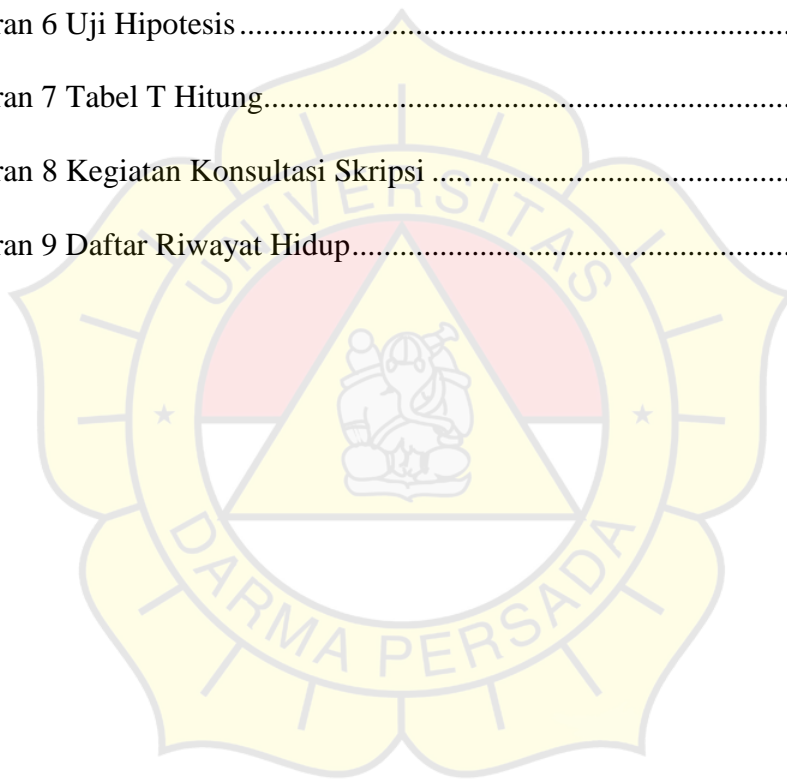 ran 6 Uji Hipotesis ........................................................................
ran 7 Tabel T Hitung.....................................................................
ran 8 Kegiatan Konsultasi Skripsi ................................................
ran 9 Daftar Riwayat Hidup..........................................................
UNIVERSITAS
DARMA PERSADA